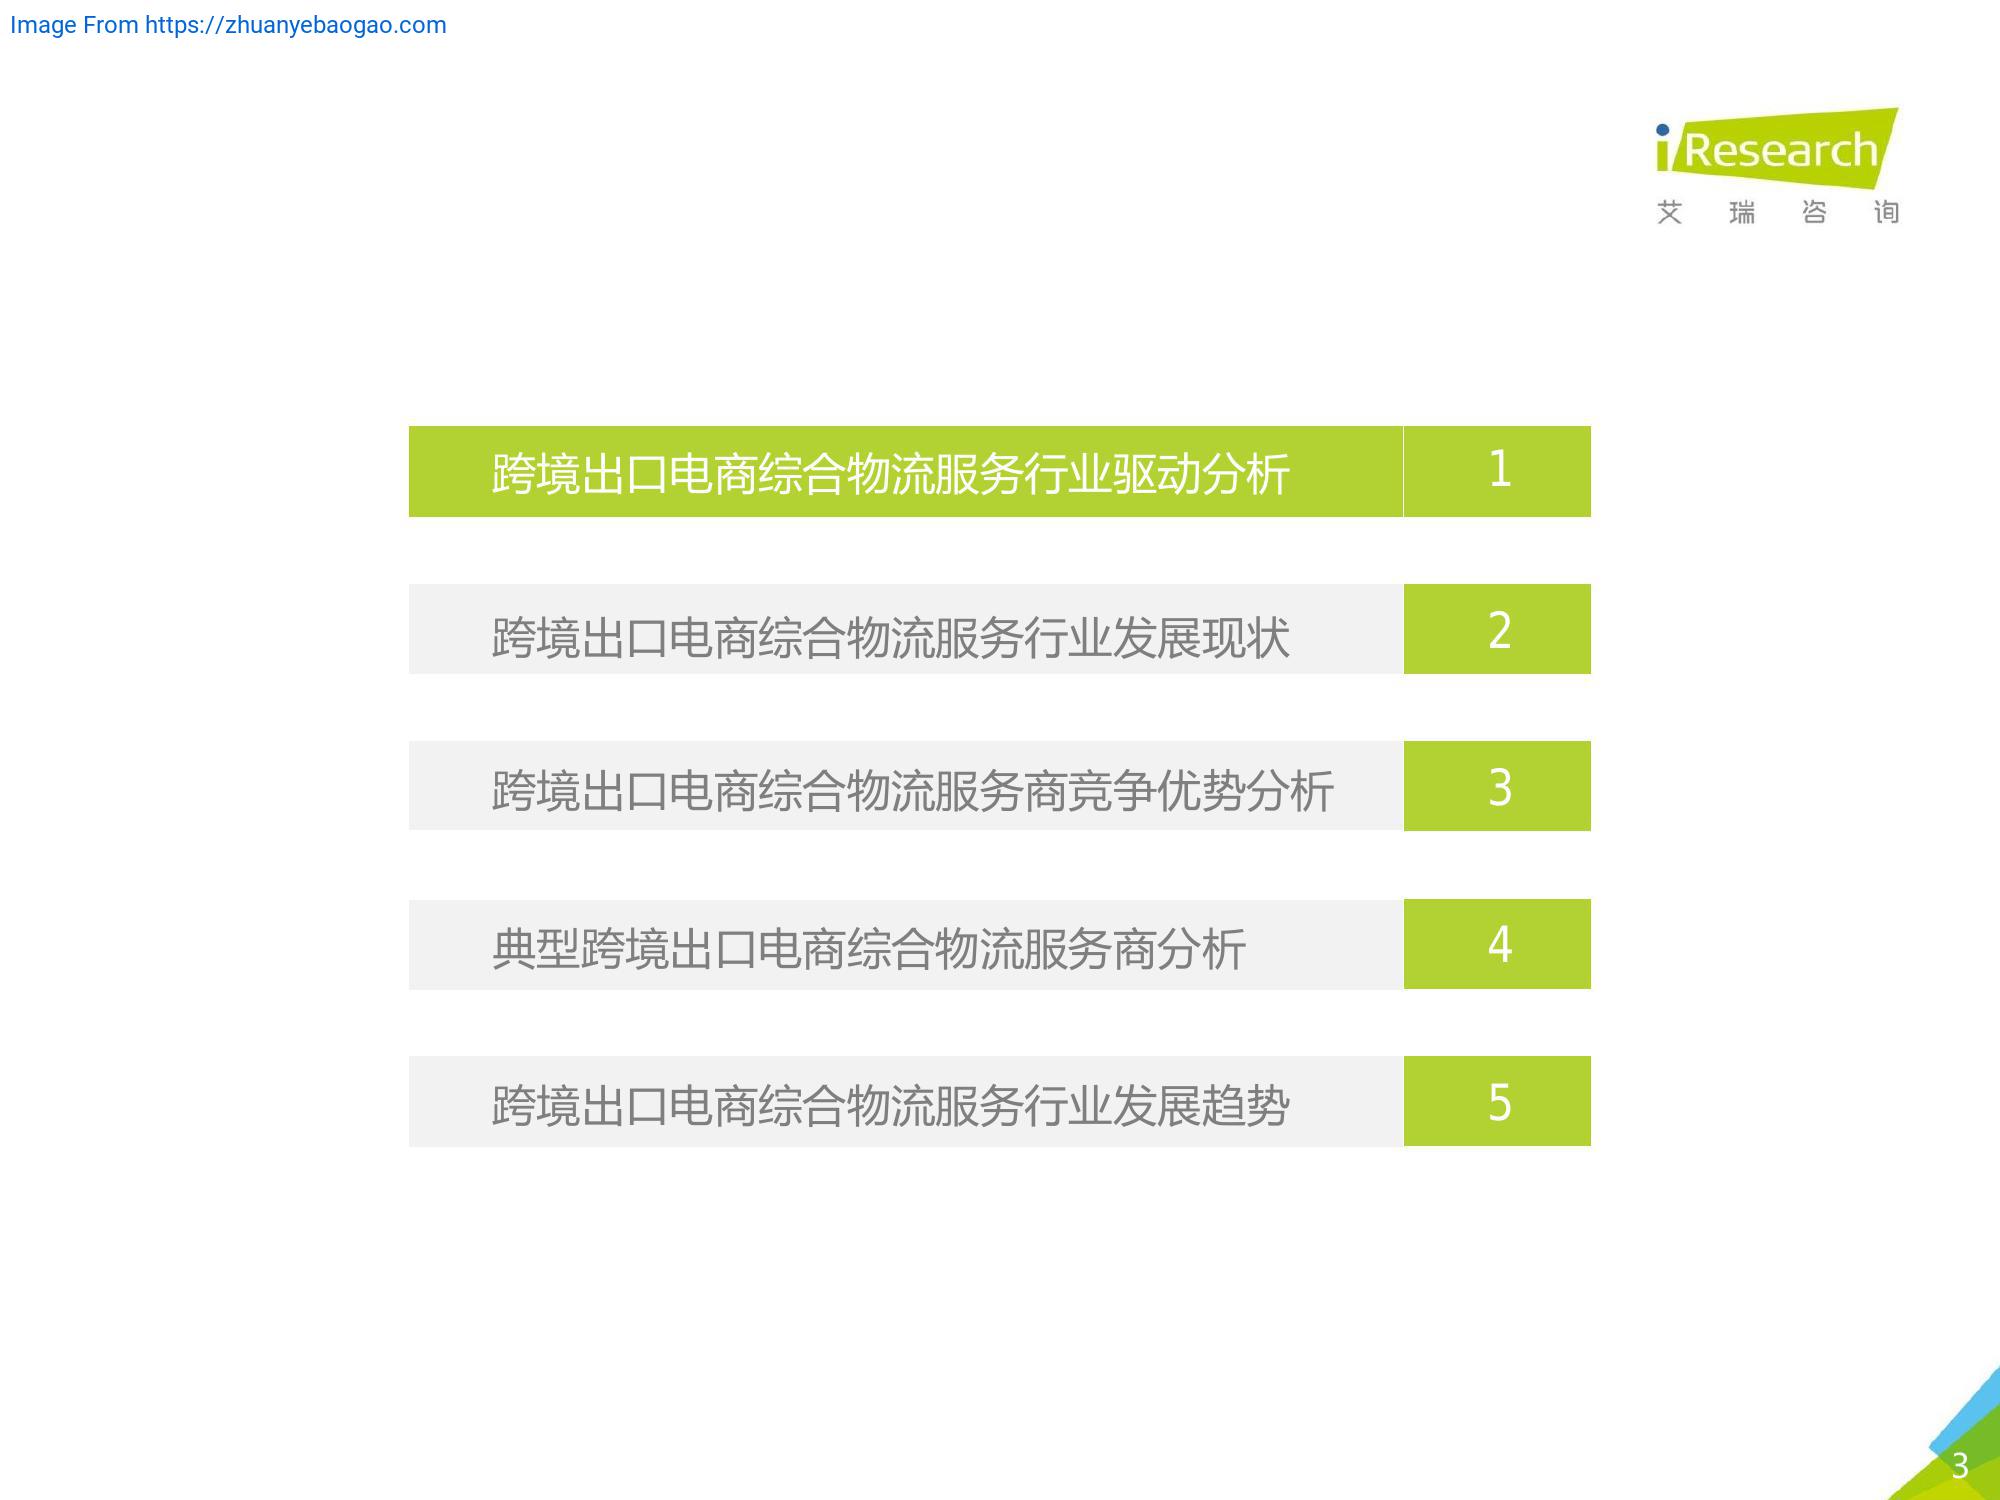 Image From https://zhuanyebaogao.com
iResearch
艾瑞咨询
跨境出口电商综合物流服务行业驱动分析 1
跨境出口电商综合物流服务行业发展现状 2
跨境出口电商综合物流服务商竞争优势分析 3
典型跨境出口电商综合物流服务商分析 4
跨境出口电商综合物流服务行业发展趋势 5
3